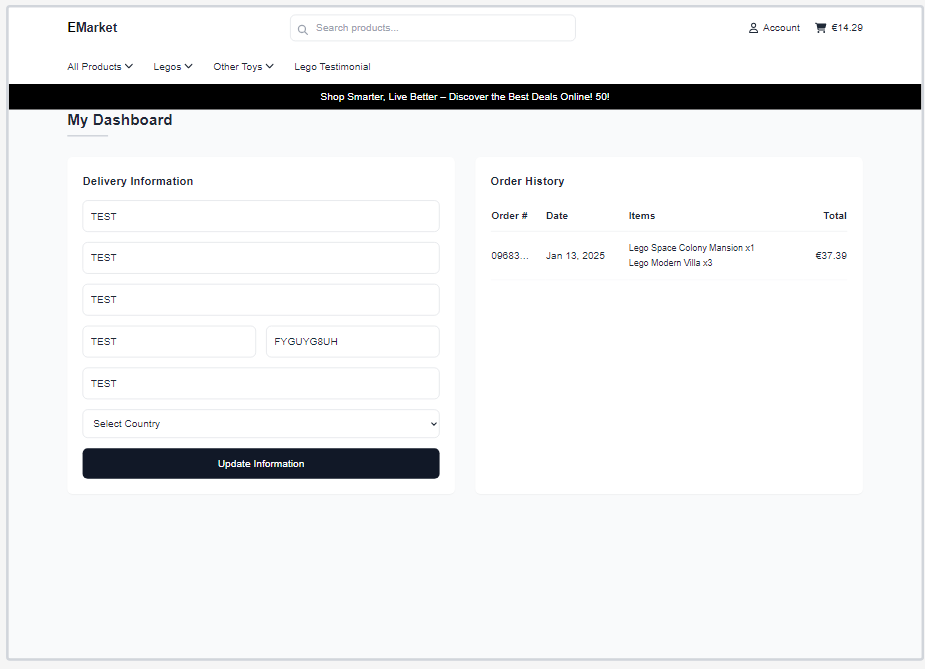 EMarket
Search products...
Account
€14.29
All Products
Legos
Other Toys
Lego Testimonial
Shop Smarter, Live Better – Discover the Best Deals Online! 50!
My Dashboard
Delivery Information
TEST
TEST
TEST
TEST
FYGUYG8UH
TEST
Select Country
Update Information
Order History
Order # Date Items Total
09683... Jan 13, 2025 Lego Space Colony Mansion x1 €37.39
Lego Modern Villa x3